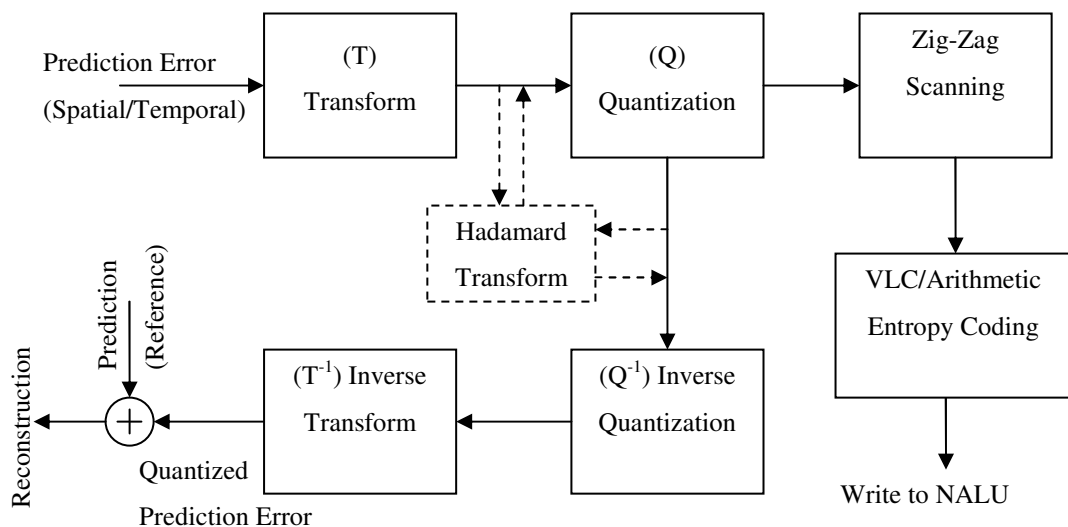 Prediction Error
(Spatial/Temporal)
(T)
Transform
(Q)
Quantization
Zig-Zag
Scanning
Hadamard
Transform
VLC/Arithmetic
Entropy Coding
Write to NALU
(Q⁻¹) Inverse
Quantization
(T⁻¹) Inverse
Transform
Quantized
Prediction Error
Prediction
(Reference)
+
Reconstruction